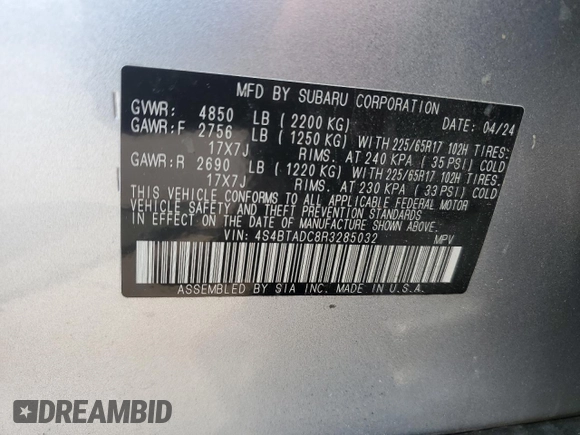 MFD BY SUBARU CORPORATION
GVWR: 4850 LB ( 2200 KG) DATE: 04/24
GAWR:F 2756 LB ( 1250 KG) WITH 225/65R17 102H TIRES.
17X7J RIMS. AT 240 KPA ( 35 PSI) COLD
GAWR:R 2690 LB ( 1220 KG) WITH 225/65R17 102H TIRES.
17X7J RIMS. AT 230 KPA ( 33 PSI) COLD
THIS VEHICLE CONFORMS TO ALL APPLICABLE FEDERAL MOTOR
VEHICLE SAFETY AND THEFT PREVENTION STANDARDS
IN EFFECT ON THE DATE OF MANUFACTURE SHOWN ABOVE.
VIN: 4S4BTADC8R3285032 MPV
ASSEMBLED BY SIA INC. MADE IN U.S.A.
DREAMBID